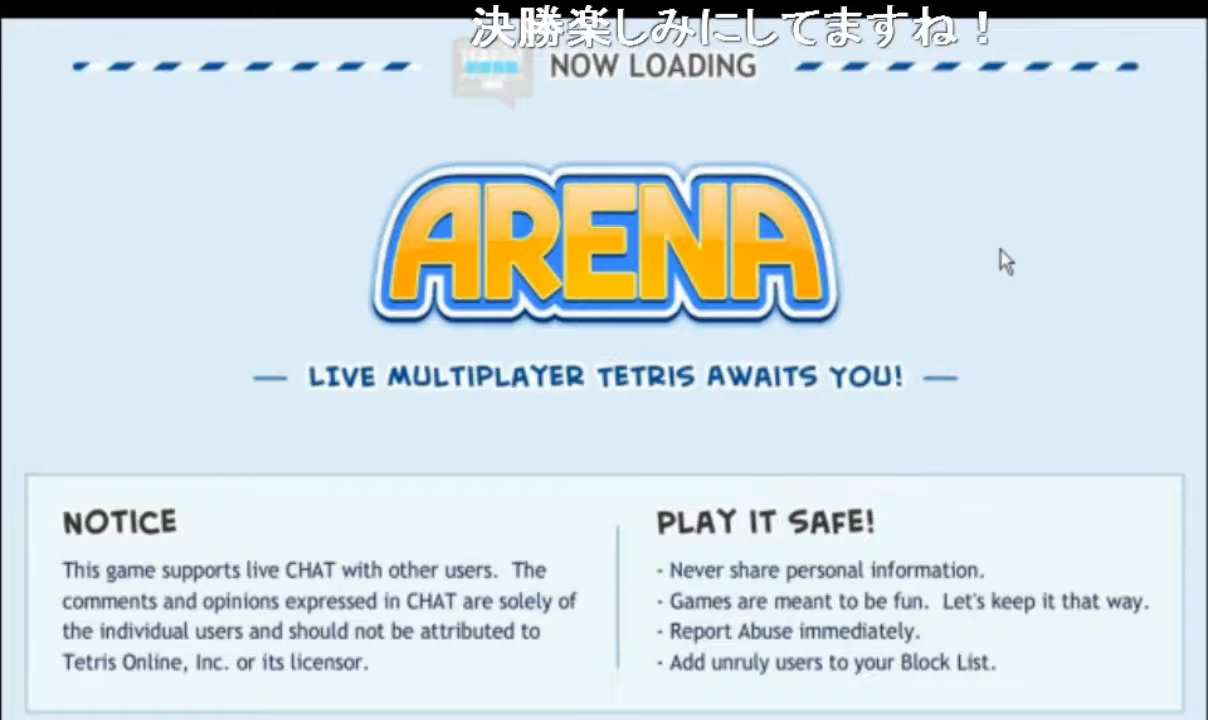 決勝楽しみにしてますね！
NOW LOADING
ARENA
LIVE MULTIPLAYER TETRIS AWAITS YOU!
NOTICE
This game supports live CHAT with other users.  The
comments and opinions expressed in CHAT are solely of
the individual users and should not be attributed to
Tetris Online, Inc. or its licensor.
PLAY IT SAFE!
- Never share personal information.
- Games are meant to be fun.  Let's keep it that way.
- Report Abuse immediately.
- Add unruly users to your Block List.